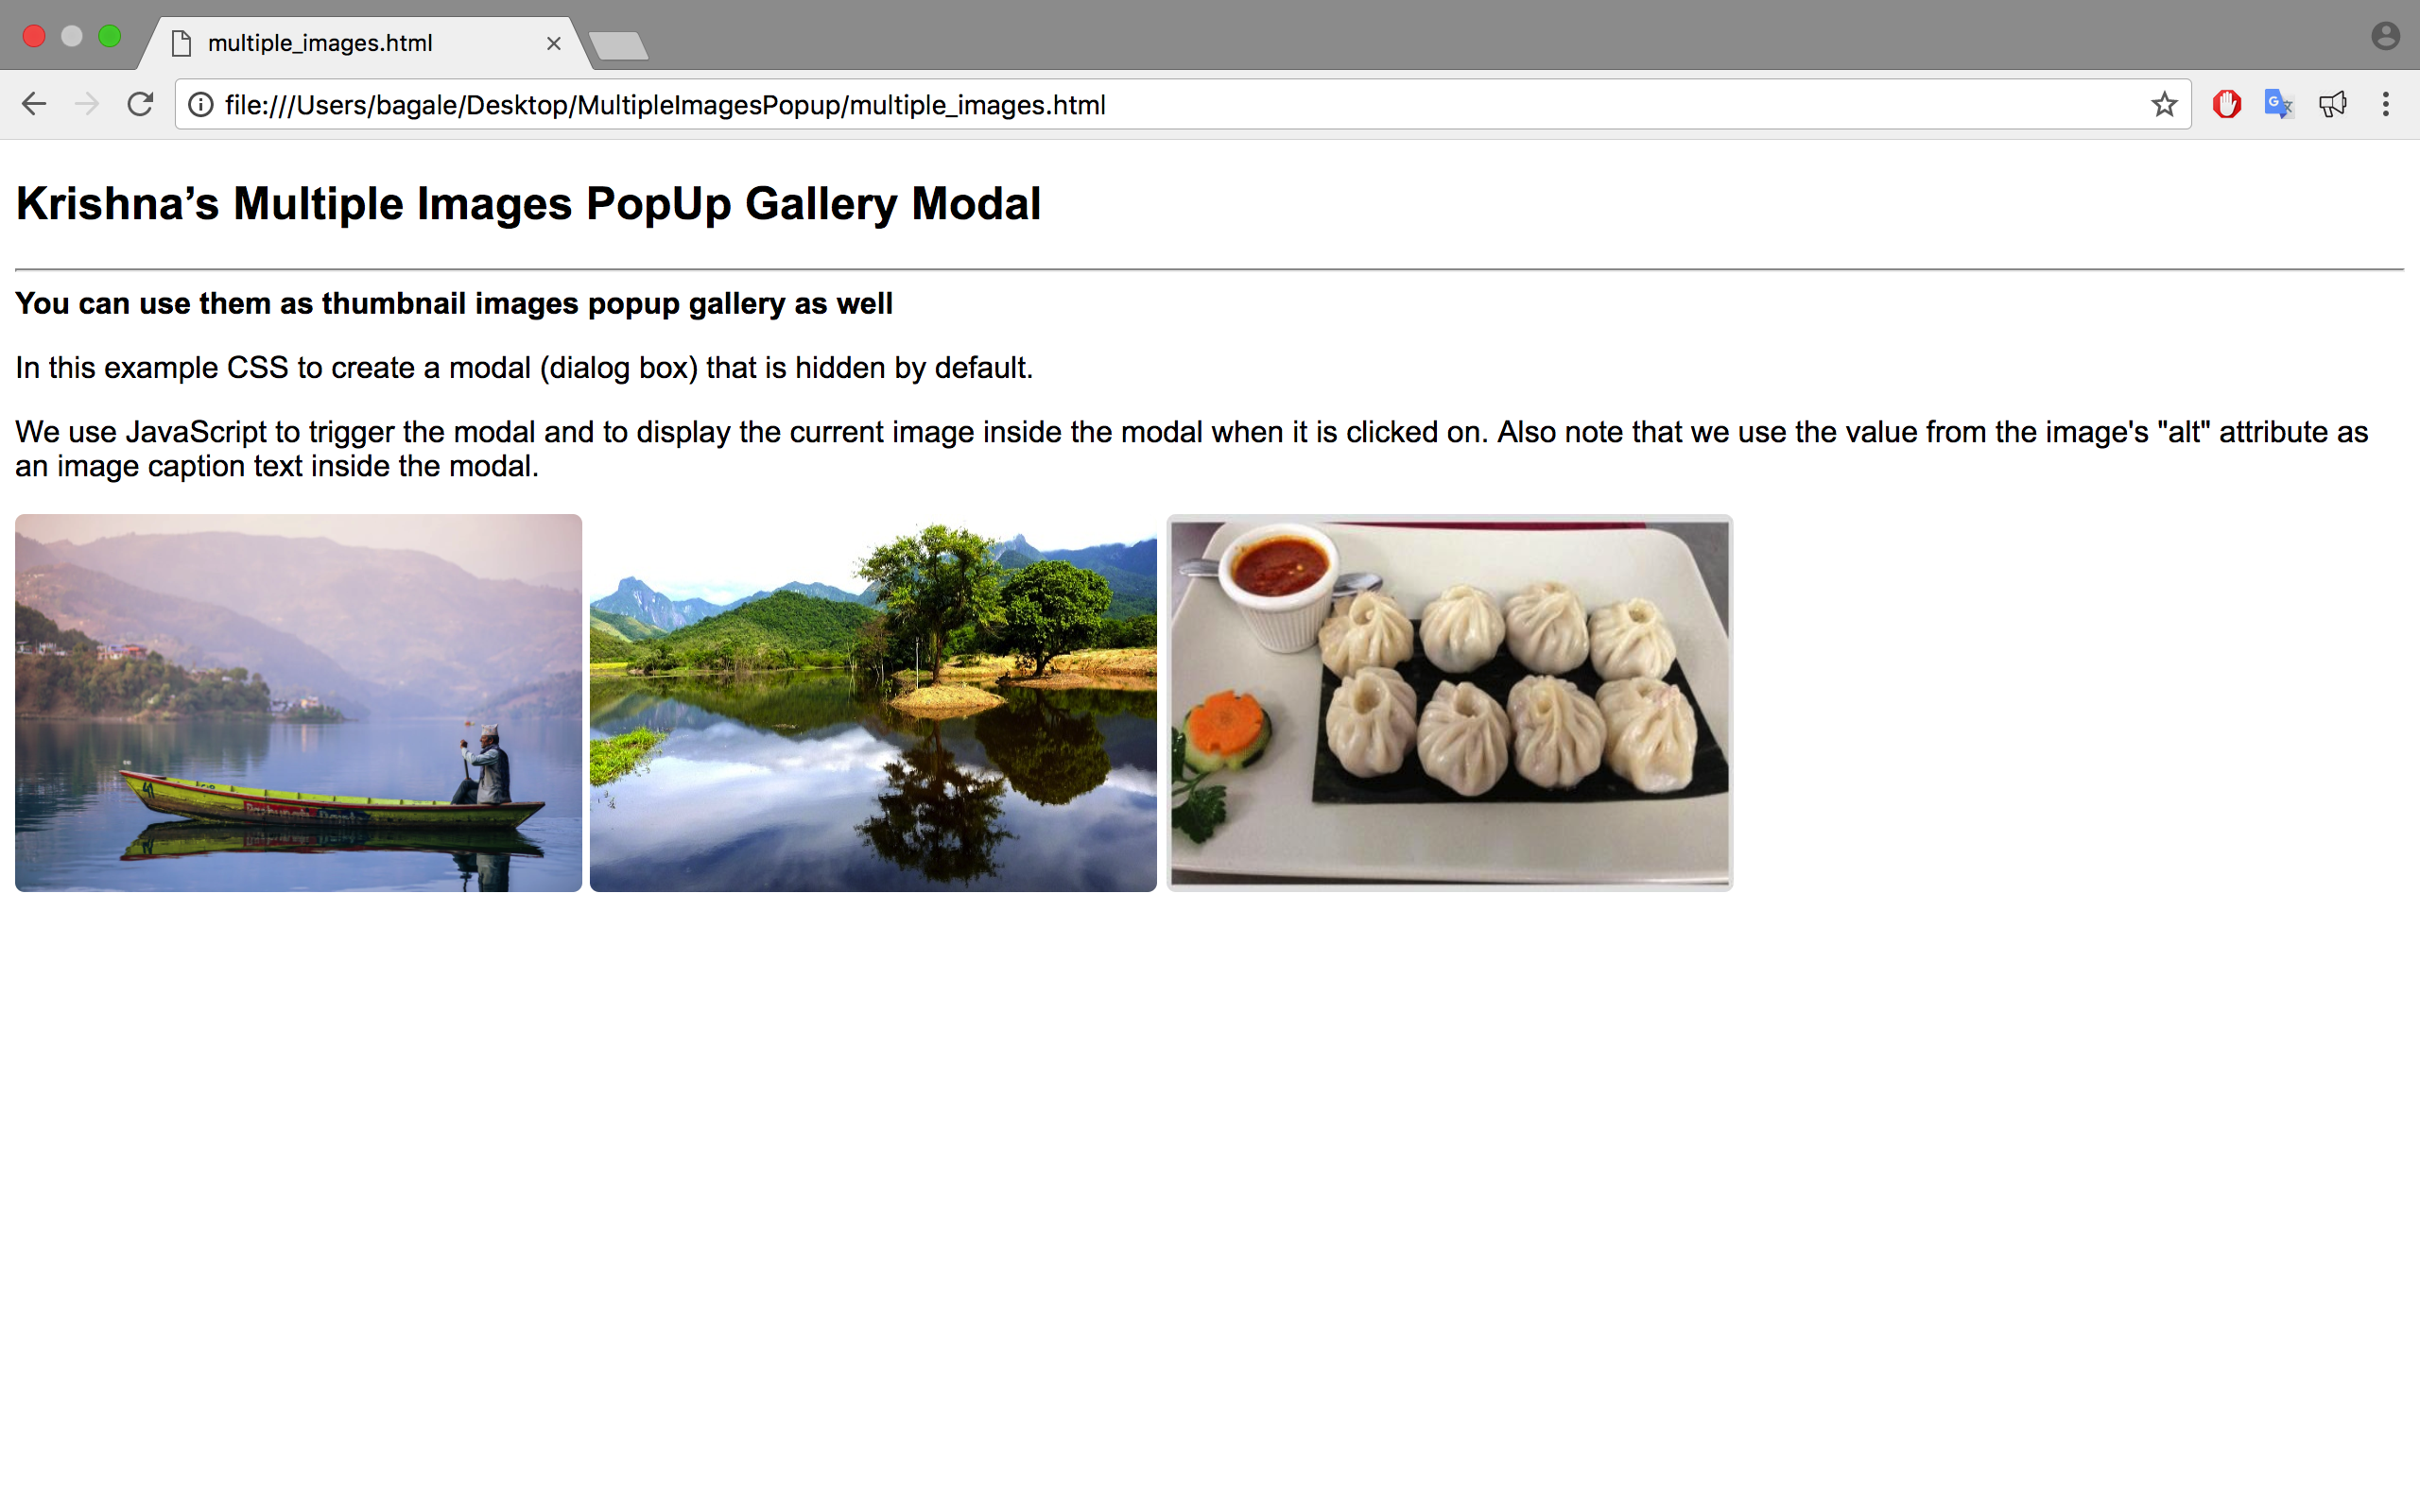 multiple_images.html
file:///Users/bagale/Desktop/MultipleImagesPopup/multiple_images.html
Krishna’s Multiple Images PopUp Gallery Modal
You can use them as thumbnail images popup gallery as well
In this example CSS to create a modal (dialog box) that is hidden by default.
We use JavaScript to trigger the modal and to display the current image inside the modal when it is clicked on. Also note that we use the value from the image's "alt" attribute as
an image caption text inside the modal.